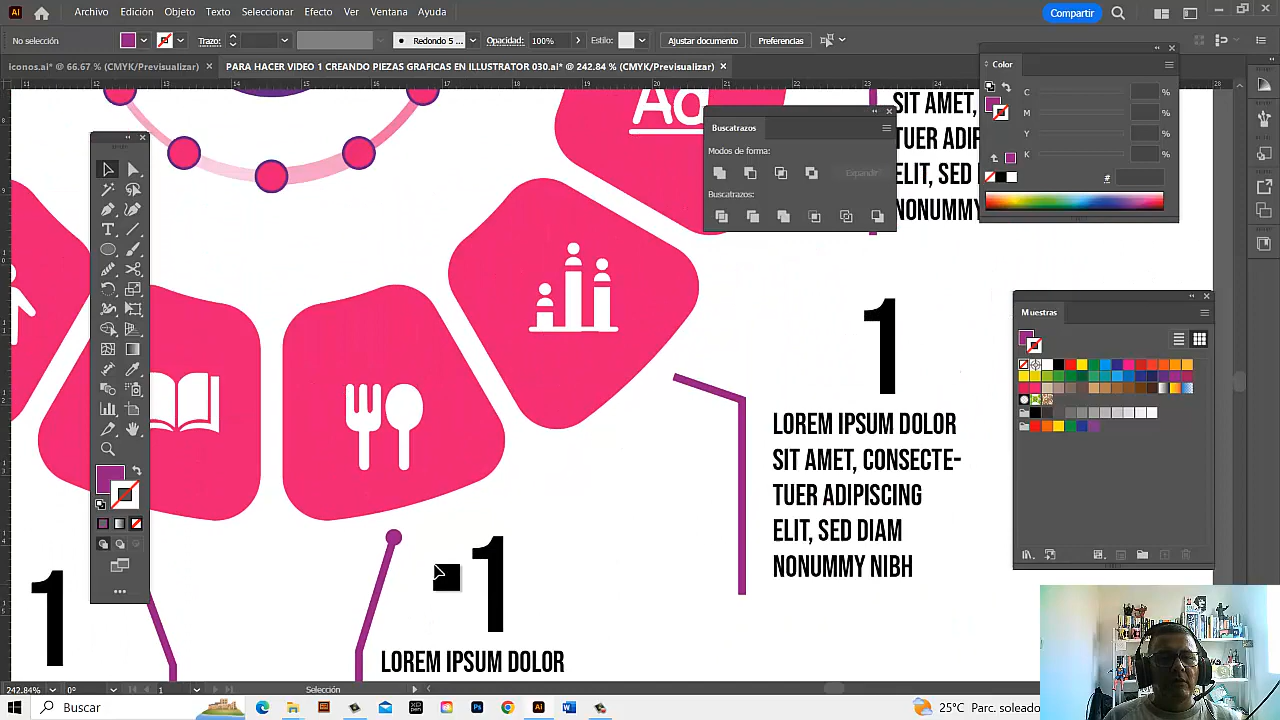 Archivo Edición Objeto Texto Seleccionar Efecto Ver Ventana Ayuda
Compartir
No selección
Trazo:
Redondo 5 ...
Opacidad: 100%
Estilo:
Ajustar documento
Preferencias
iconos.ai* @ 66.67 % (CMYK/Previsualizar)
PARA HACER VIDEO 1 CREANDO PIEZAS GRAFICAS EN ILLUSTRATOR 030.ai* @ 242.84 % (CMYK/Previsualizar)
Color
C %
M %
Y %
K %
#
Buscatrazos
Modos de forma:
Expandir
Buscatrazos:
Muestras
Ad
SIT AMET,
TUER ADIP
ELIT, SED
NONUMMY
1
LOREM IPSUM DOLOR
SIT AMET, CONSECTE-
TUER ADIPISCING
ELIT, SED DIAM
NONUMMY NIBH
1
LOREM IPSUM DOLOR
1
242.84%
0°
1
Selección
Buscar
25°C Parc. soleado